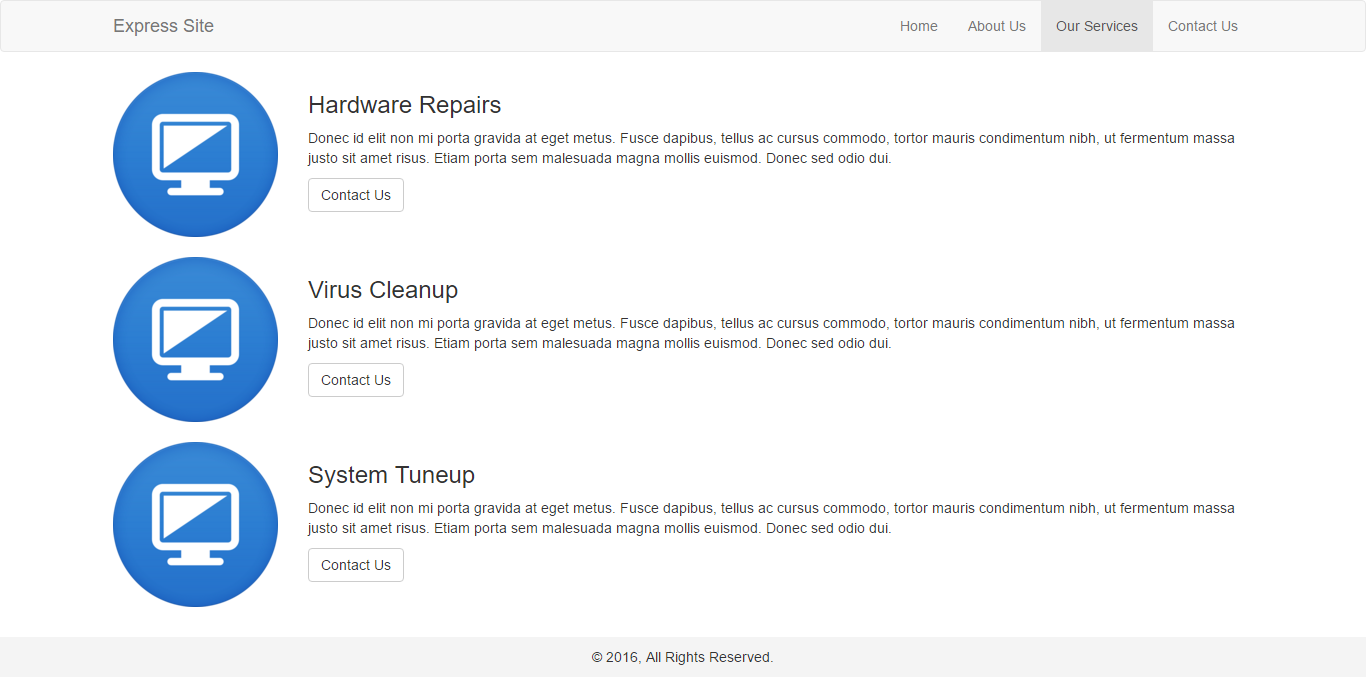 Express Site
Home
About Us
Our Services
Contact Us
Hardware Repairs
Donec id elit non mi porta gravida at eget metus. Fusce dapibus, tellus ac cursus commodo, tortor mauris condimentum nibh, ut fermentum massa
justo sit amet risus. Etiam porta sem malesuada magna mollis euismod. Donec sed odio dui.
Contact Us
Virus Cleanup
Donec id elit non mi porta gravida at eget metus. Fusce dapibus, tellus ac cursus commodo, tortor mauris condimentum nibh, ut fermentum massa
justo sit amet risus. Etiam porta sem malesuada magna mollis euismod. Donec sed odio dui.
Contact Us
System Tuneup
Donec id elit non mi porta gravida at eget metus. Fusce dapibus, tellus ac cursus commodo, tortor mauris condimentum nibh, ut fermentum massa
justo sit amet risus. Etiam porta sem malesuada magna mollis euismod. Donec sed odio dui.
Contact Us
© 2016, All Rights Reserved.